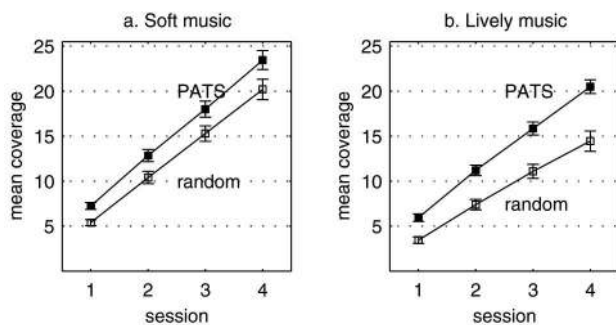 a. Soft music
mean coverage
25
20
15
10
5
PATS
random
1 2 3 4
session
b. Lively music
mean coverage
25
20
15
10
5
PATS
random
1 2 3 4
session